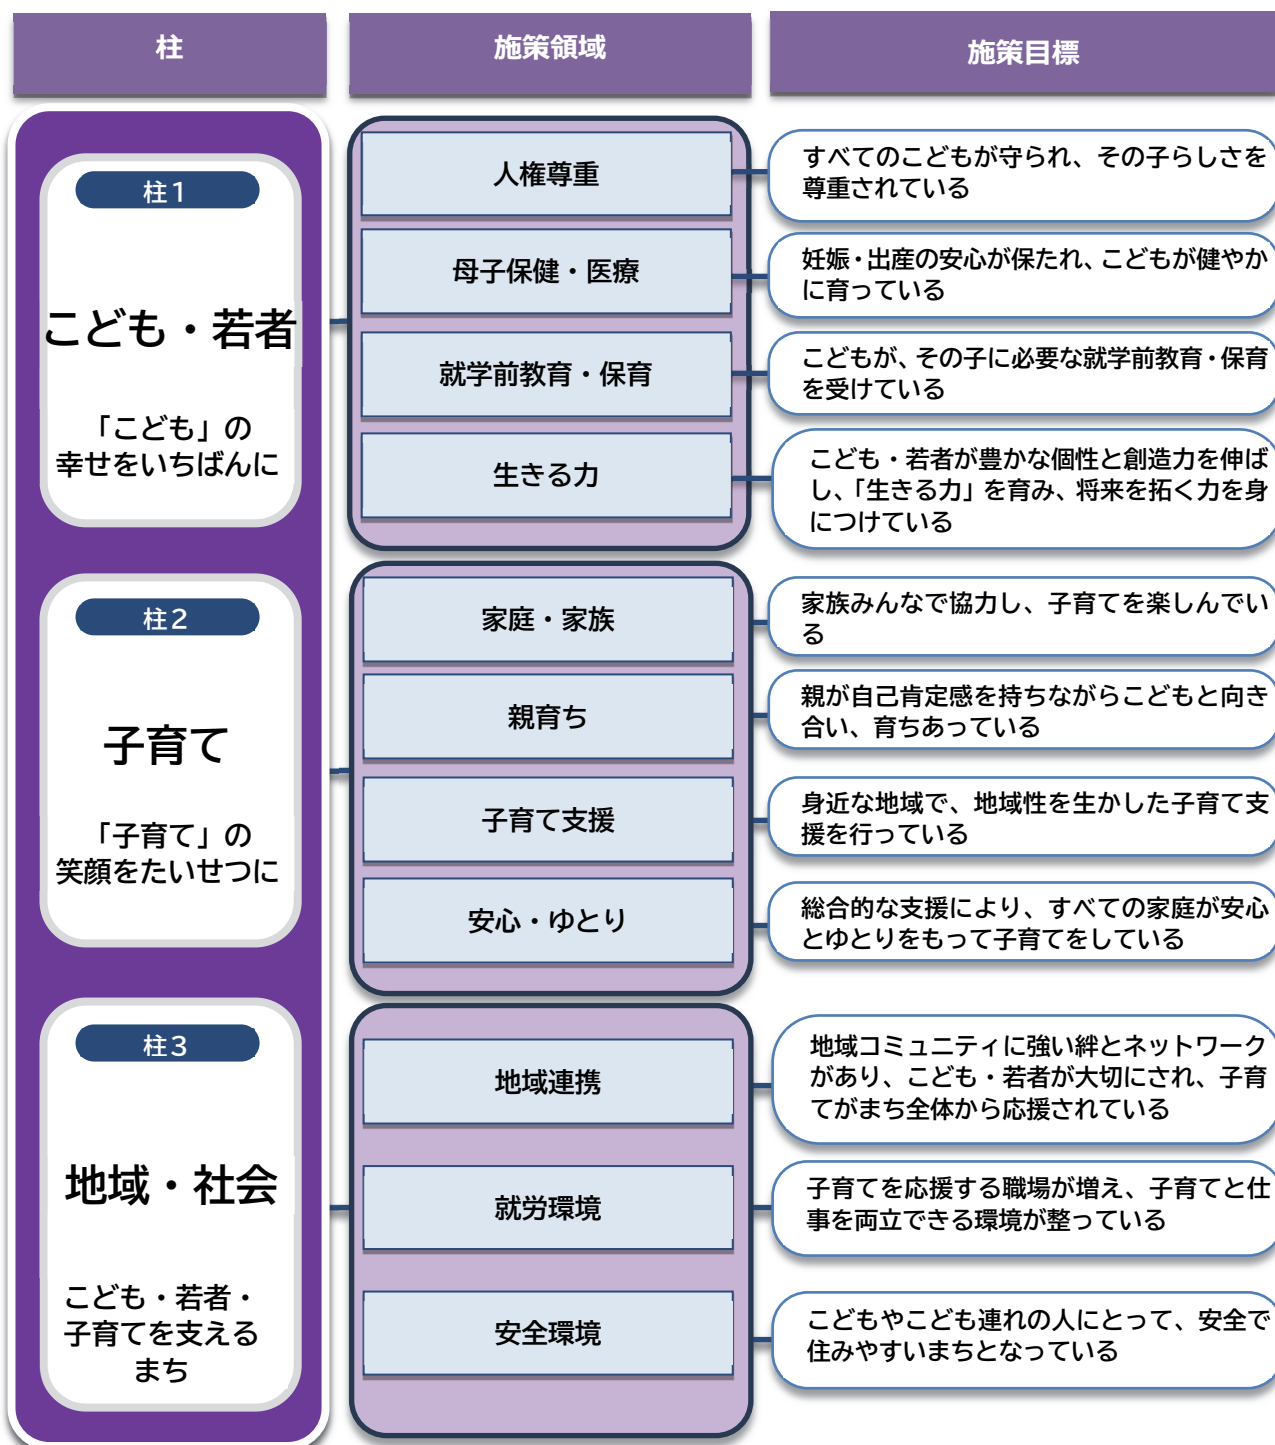 柱
施策領域
施策目標
柱1
こども・若者
「こども」の
幸せをいちばんに
人権尊重
すべてのこどもが守られ、その子らしさを
尊重されている
母子保健・医療
妊娠・出産の安心が保たれ、こどもが健やか
に育っている
就学前教育・保育
こどもが、その子に必要な就学前教育・保育
を受けている
生きる力
こども・若者が豊かな個性と創造力を伸ば
し、「生きる力」を育み、将来を拓く力を身
につけている
柱2
子育て
「子育て」の
笑顔をたいせつに
家庭・家族
家族みんなで協力し、子育てを楽しんでい
る
親育ち
親が自己肯定感を持ちながらこどもと向き
合い、育ちあっている
子育て支援
身近な地域で、地域性を生かした子育て支
援を行っている
安心・ゆとり
総合的な支援により、すべての家庭が安心
とゆとりをもって子育てをしている
柱3
地域・社会
こども・若者・
子育てを支える
まち
地域連携
地域コミュニティに強い絆とネットワーク
があり、こども・若者が大切にされ、子育
てがまち全体から応援されている
就労環境
子育てを応援する職場が増え、子育てと仕
事を両立できる環境が整っている
安全環境
こどもやこども連れの人にとって、安全で
住みやすいまちとなっている